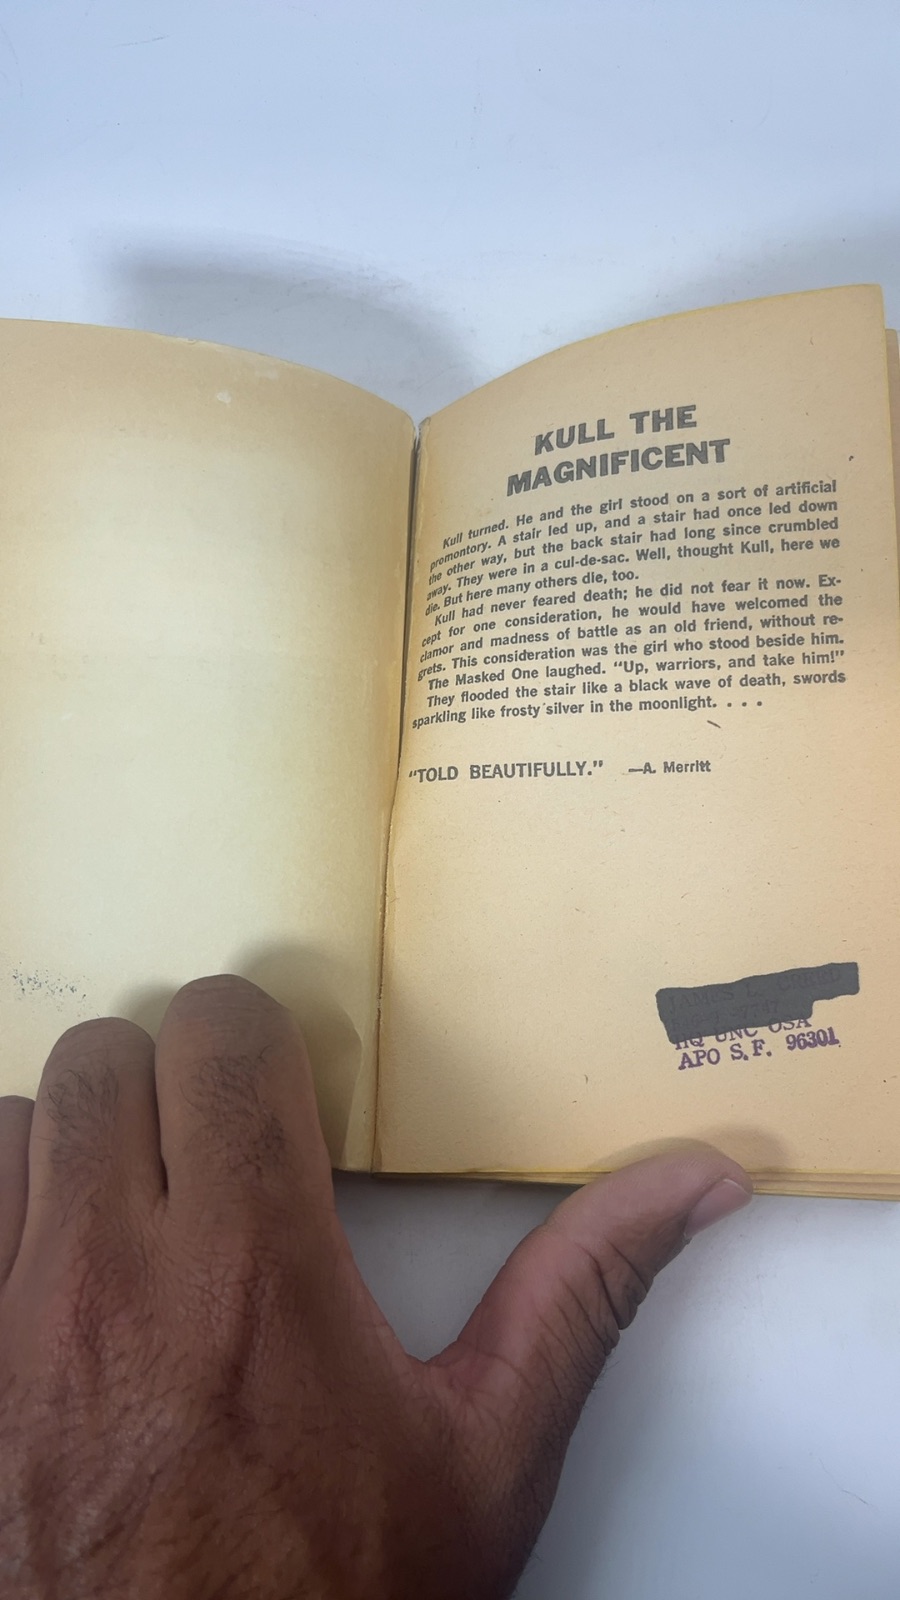 KULL THE
MAGNIFICENT
Kull turned. He and the girl stood on a sort of artificial
promontory. A stair led up, and a stair had once led down
the other way, but the back stair had long since crumbled
away. They were in a cul-de-sac. Well, thought Kull, here we
die. But here many others die, too.
Kull had never feared death; he did not fear it now. Ex-
cept for one consideration, he would have welcomed the
clamor and madness of battle as an old friend, without re-
grets. This consideration was the girl who stood beside him.
The Masked One laughed. "Up, warriors, and take him!"
They flooded the stair like a black wave of death, swords
sparkling like frosty silver in the moonlight. . . .
"TOLD BEAUTIFULLY." —A. Merritt
JAMES L.
HQ UNC USA
APO S.F. 96301